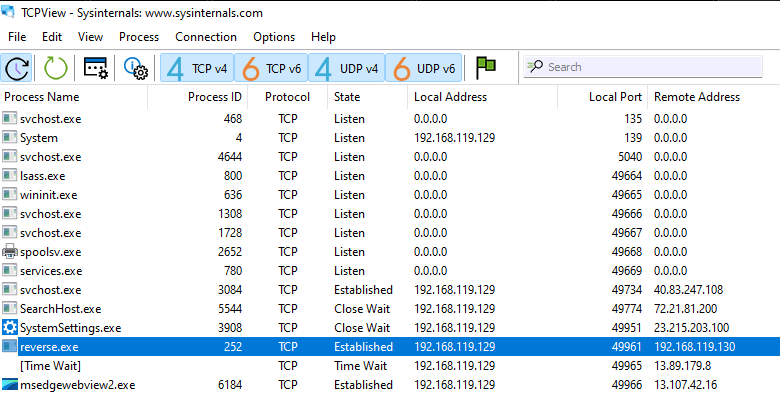 TCPView - Sysinternals: www.sysinternals.com
File Edit View Process Connection Options Help
4 TCP v4 6 TCP v6 4 UDP v4 6 UDP v6 Search
Process Name Process ID Protocol State Local Address Local Port Remote Address
svchost.exe 468 TCP Listen 0.0.0.0 135 0.0.0.0
System 4 TCP Listen 192.168.119.129 139 0.0.0.0
svchost.exe 4644 TCP Listen 0.0.0.0 5040 0.0.0.0
lsass.exe 800 TCP Listen 0.0.0.0 49664 0.0.0.0
wininit.exe 636 TCP Listen 0.0.0.0 49665 0.0.0.0
svchost.exe 1308 TCP Listen 0.0.0.0 49666 0.0.0.0
svchost.exe 1728 TCP Listen 0.0.0.0 49667 0.0.0.0
spoolsv.exe 2652 TCP Listen 0.0.0.0 49668 0.0.0.0
services.exe 780 TCP Listen 0.0.0.0 49669 0.0.0.0
svchost.exe 3084 TCP Established 192.168.119.129 49734 40.83.247.108
SearchHost.exe 5544 TCP Close Wait 192.168.119.129 49774 72.21.81.200
SystemSettings.exe 3908 TCP Close Wait 192.168.119.129 49951 23.215.203.100
reverse.exe 252 TCP Established 192.168.119.129 49961 192.168.119.130
[Time Wait] TCP Time Wait 192.168.119.129 49965 13.89.179.8
msedgewebview2.exe 6184 TCP Established 192.168.119.129 49966 13.107.42.16